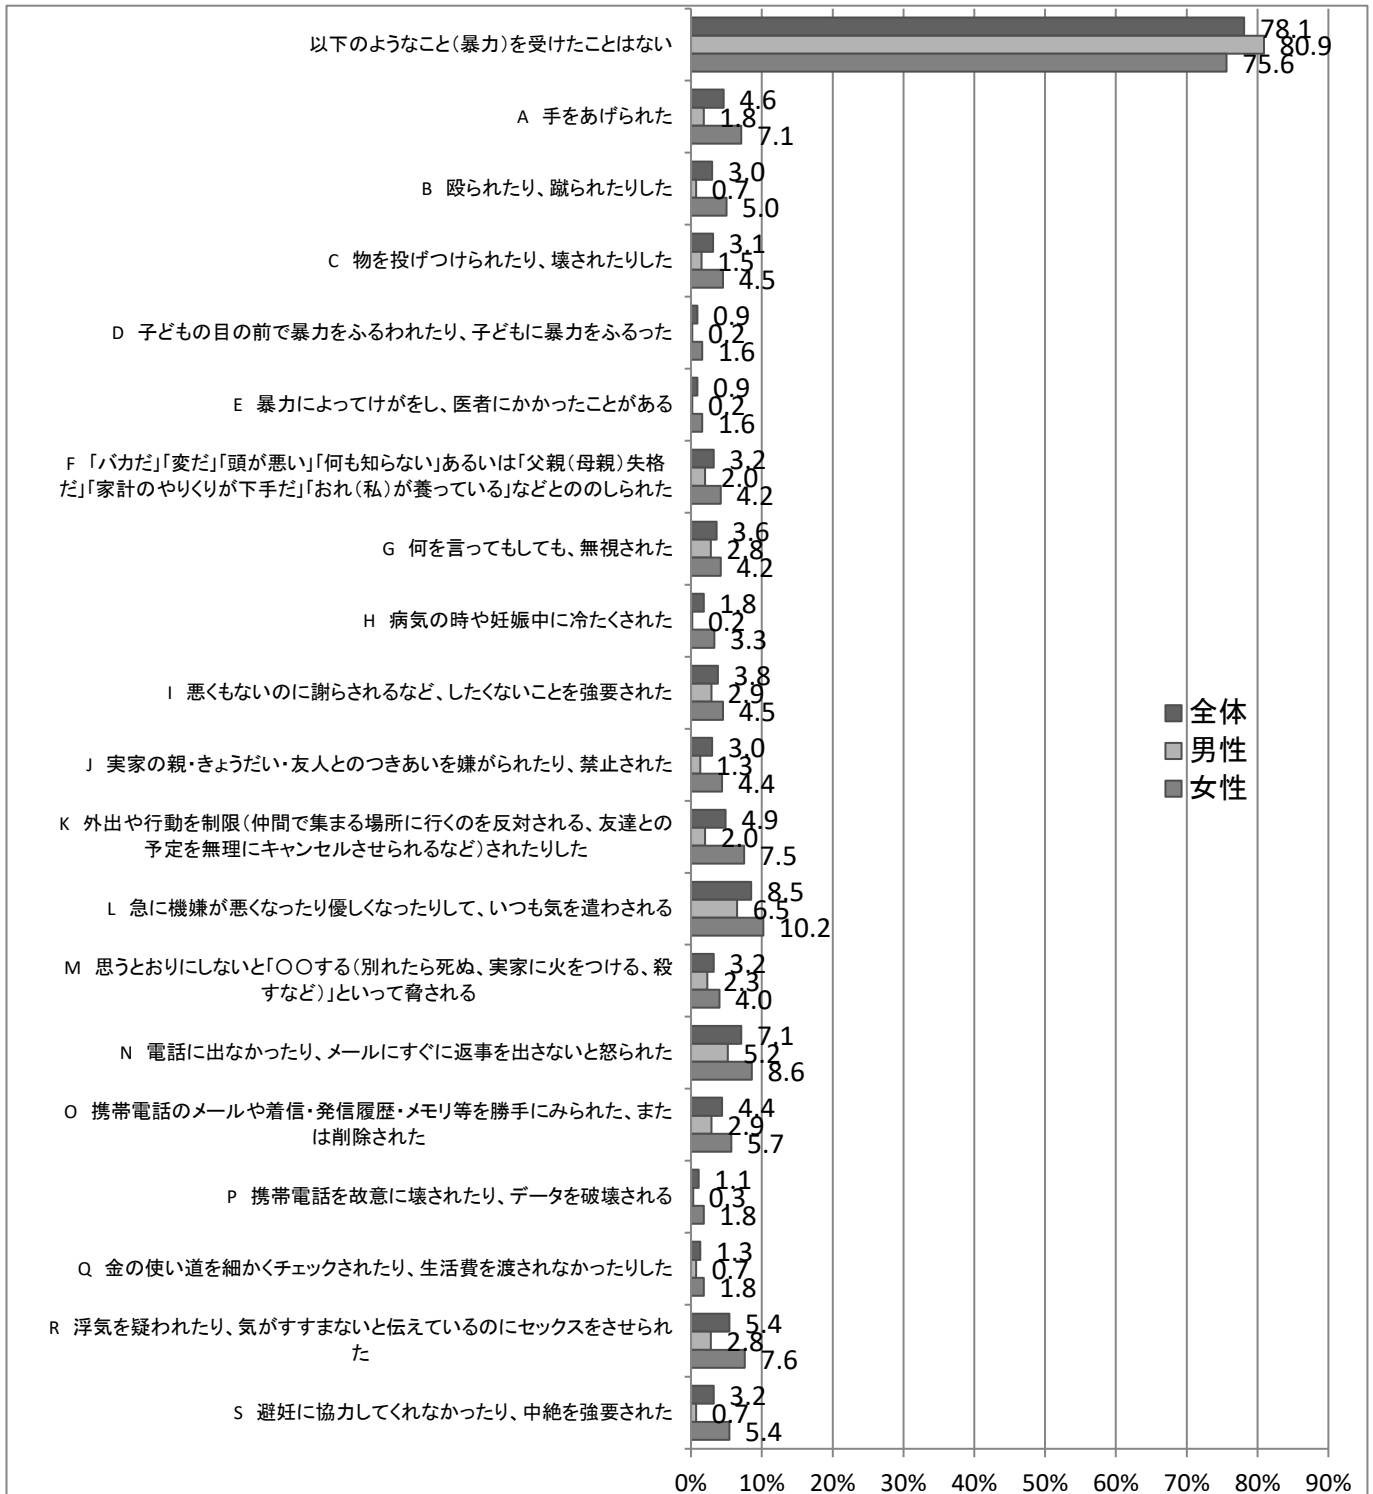 以下のようなこと(暴力)を受けたことはない
78.1
80.9
75.6
A 手をあげられた
4.6
1.8
7.1
B 殴られたり、蹴られたりした
3.0
0.7
5.0
C 物を投げつけられたり、壊されたりした
3.1
1.5
4.5
D 子どもの目の前で暴力をふるわれたり、子どもに暴力をふるった
0.9
0.2
1.6
E 暴力によってけがをし、医者にかかったことがある
0.9
0.2
1.6
F 「バカだ」「変だ」「頭が悪い」「何も知らない」あるいは「父親(母親)失格
だ」「家計のやりくりが下手だ」「おれ(私)が養っている」などとののしられた
3.2
2.0
4.2
G 何を言ってもしても、無視された
3.6
2.8
4.2
H 病気の時や妊娠中に冷たくされた
1.8
0.2
3.3
I 悪くもないのに謝らされるなど、したくないことを強要された
3.8
2.9
4.5
J 実家の親・きょうだい・友人とのつきあいを嫌がられたり、禁止された
3.0
1.3
4.4
K 外出や行動を制限(仲間で集まる場所に行くのを反対される、友達との
予定を無理にキャンセルさせられるなど)されたりした
4.9
2.0
7.5
L 急に機嫌が悪くなったり優しくなったりして、いつも気を遣わされる
8.5
6.5
10.2
M 思うとおりにしないと「○○する(別れたら死ぬ、実家に火をつける、殺
すなど)」といって脅される
3.2
2.3
4.0
N 電話に出なかったり、メールにすぐに返事を出さないと怒られた
7.1
5.2
8.6
O 携帯電話のメールや着信・発信履歴・メモリ等を勝手にみられた、また
は削除された
4.4
2.9
5.7
P 携帯電話を故意に壊されたり、データを破壊される
1.1
0.3
1.8
Q 金の使い道を細かくチェックされたり、生活費を渡されなかったりした
1.3
0.7
1.8
R 浮気を疑われたり、気がすすまないと伝えているのにセックスをさせられ
た
5.4
2.8
7.6
S 避妊に協力してくれなかったり、中絶を強要された
3.2
0.7
5.4
全体
男性
女性
0% 10% 20% 30% 40% 50% 60% 70% 80% 90%